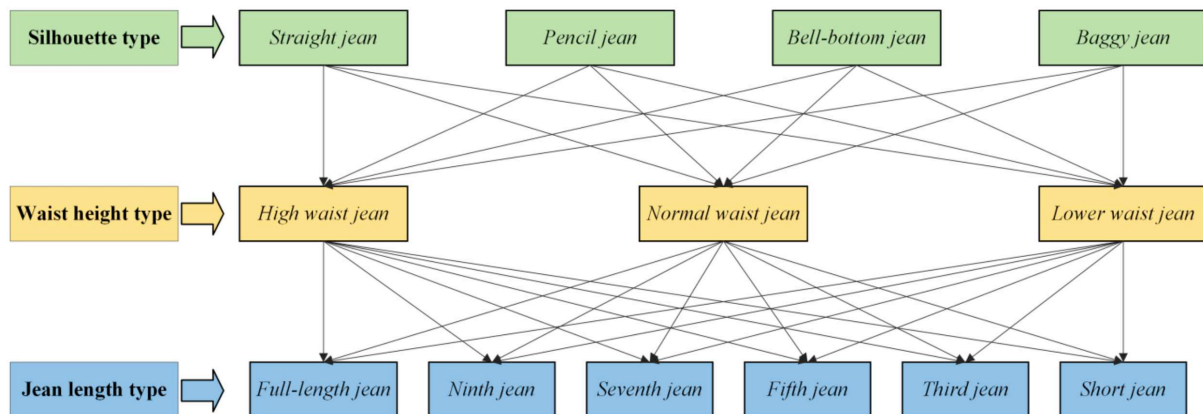 Silhouette type
Straight jean
Pencil jean
Bell-bottom jean
Baggy jean
Waist height type
High waist jean
Normal waist jean
Lower waist jean
Jean length type
Full-length jean
Ninth jean
Seventh jean
Fifth jean
Third jean
Short jean